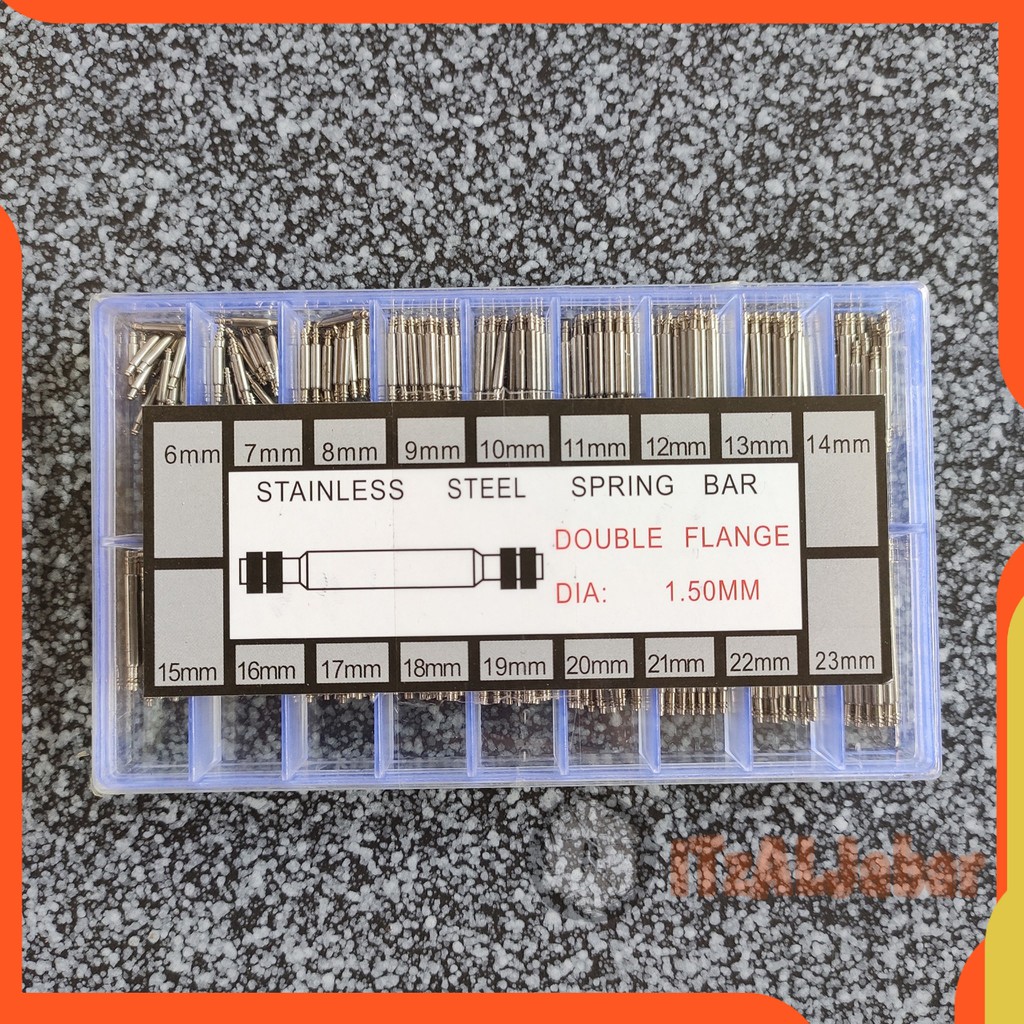 6mm 7mm 8mm 9mm 10mm 11mm 12mm 13mm 14mm
STAINLESS STEEL SPRING BAR
DOUBLE FLANGE
DIA: 1.50MM
15mm 16mm 17mm 18mm 19mm 20mm 21mm 22mm 23mm
iTzALJabar